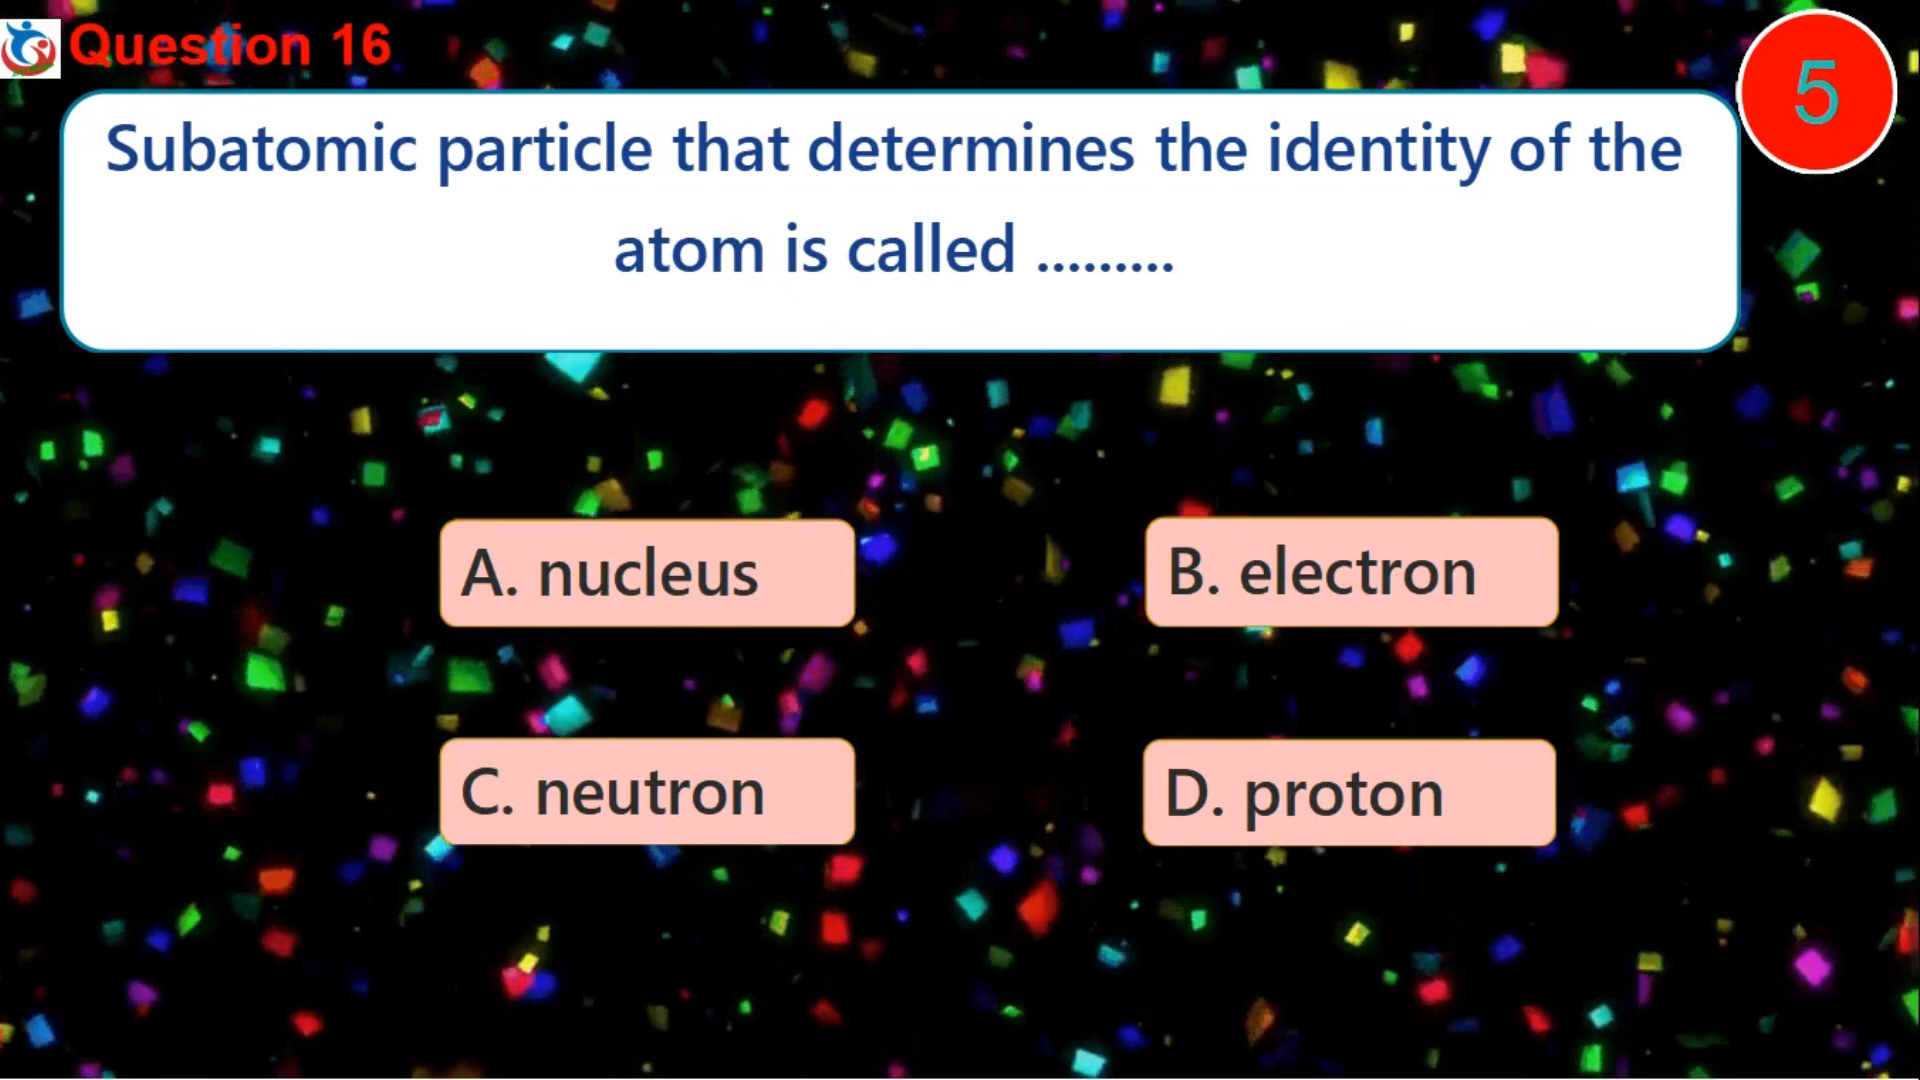 Question 16
5
Subatomic particle that determines the identity of the
atom is called .........
A. nucleus
B. electron
C. neutron
D. proton